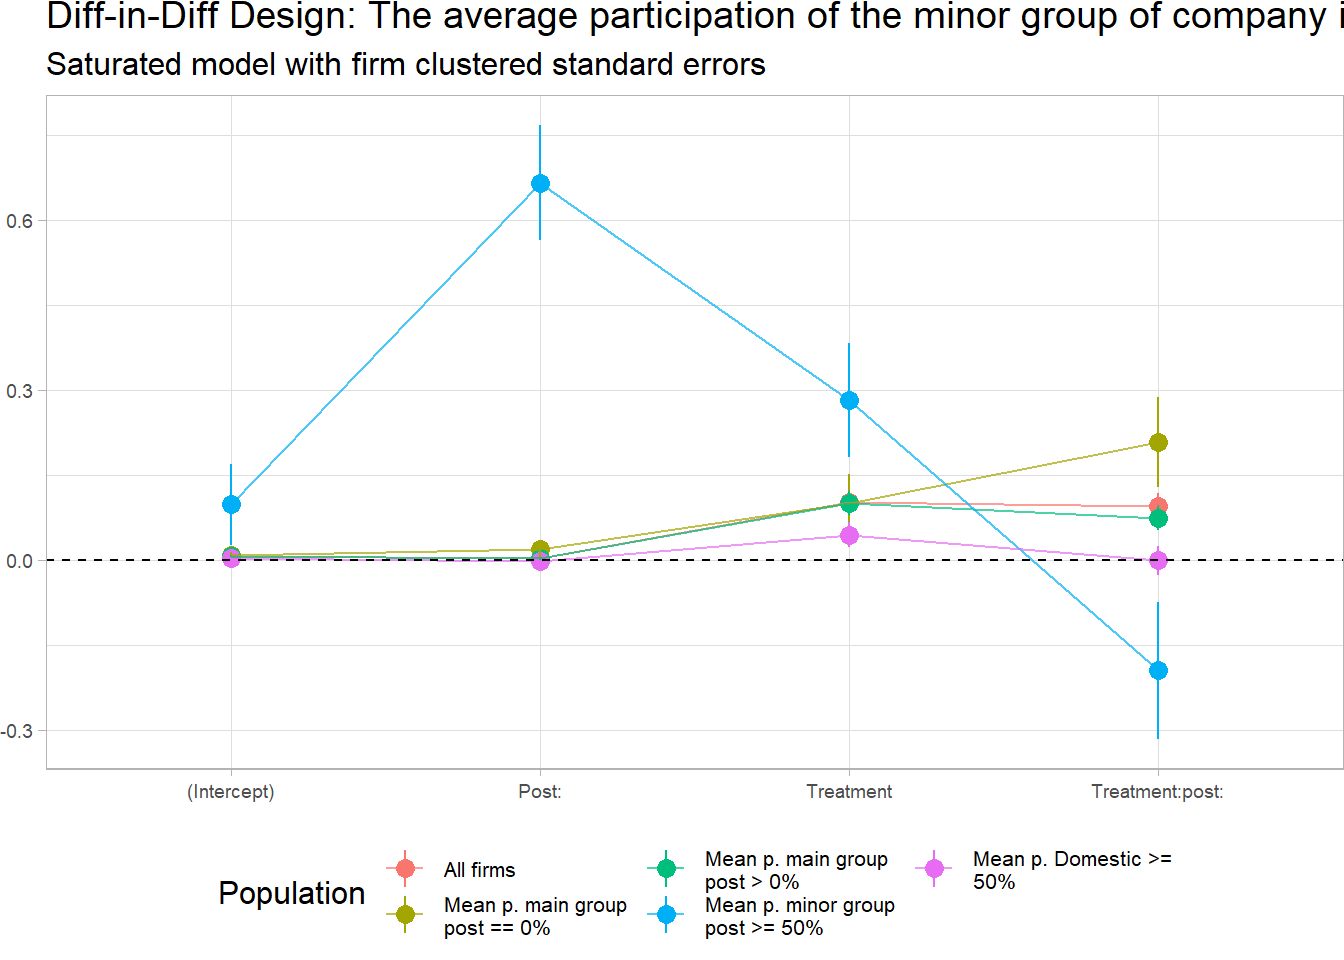 Diff-in-Diff Design: The average participation of the minor group of company
Saturated model with firm clustered standard errors
0.6
0.3
0.0
-0.3
(Intercept)
Post:
Treatment
Treatment:post:
Population
All firms
Mean p. main group
post == 0%
Mean p. main group
post > 0%
Mean p. minor group
post >= 50%
Mean p. Domestic >=
50%